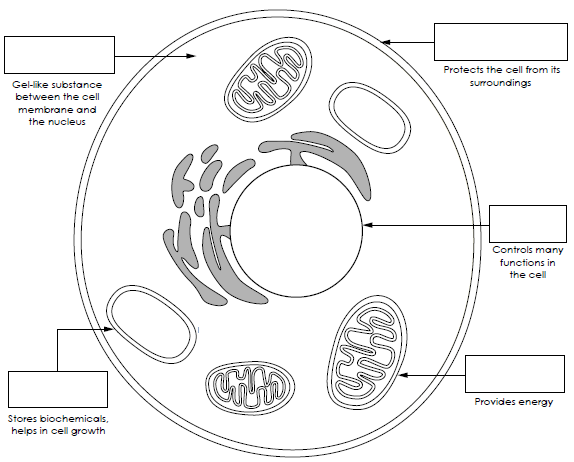 Gel-like substance
between the cell
membrane and
the nucleus
Protects the cell from its
surroundings
Controls many
functions in
the cell
Stores biochemicals,
helps in cell growth
Provides energy